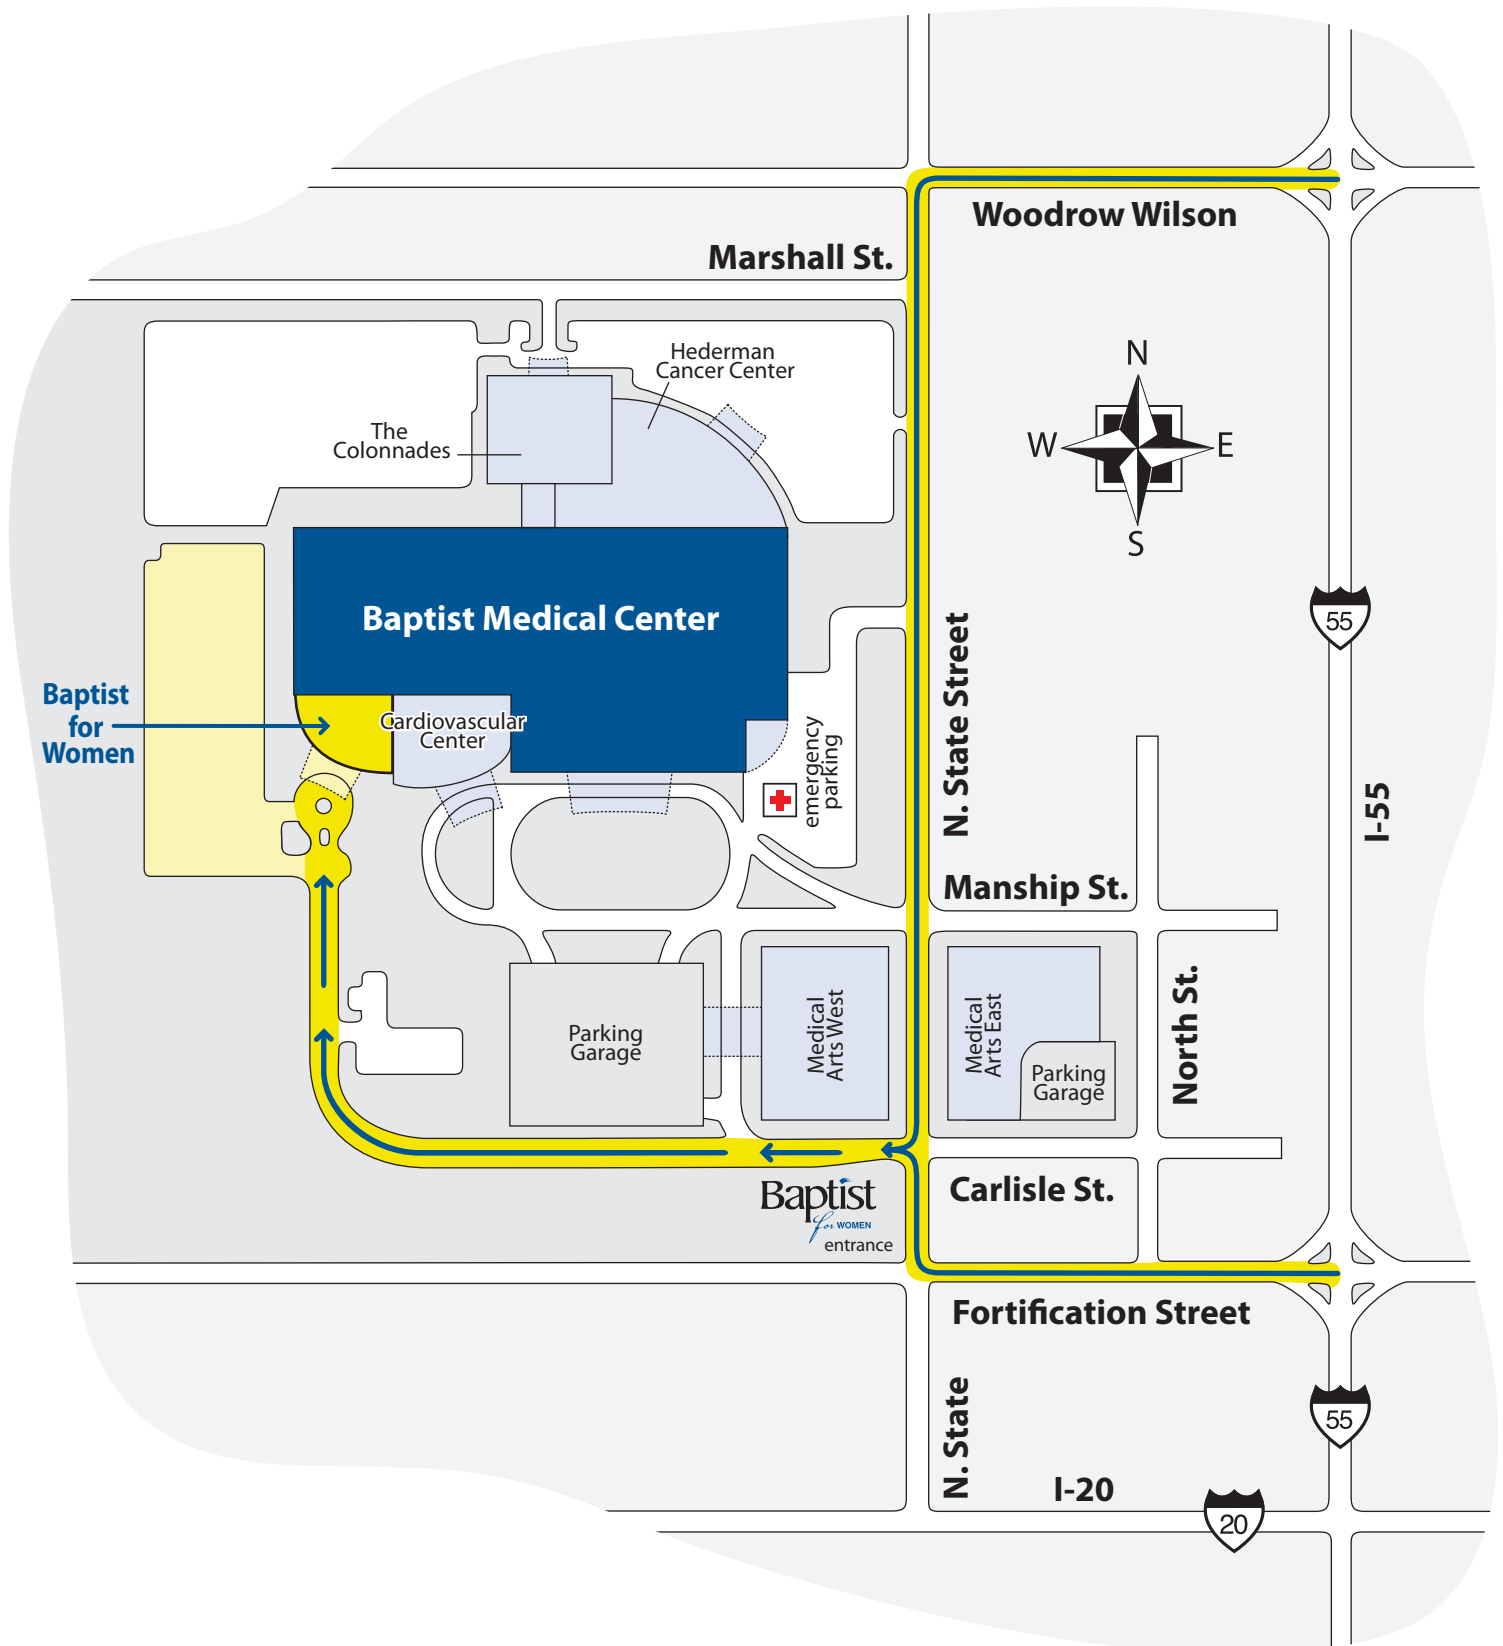 Woodrow Wilson
Marshall St.
Hederman
Cancer Center
The
Colonnades
N
W
E
S
Baptist Medical Center
55
N. State Street
Baptist
for
Women
Cardiovascular
Center
emergency
parking
I-55
Manship St.
Parking
Garage
Medical
Arts West
Medical
Arts East
Parking
Garage
North St.
Baptist
for WOMEN
entrance
Carlisle St.
Fortification Street
N. State
55
I-20
20